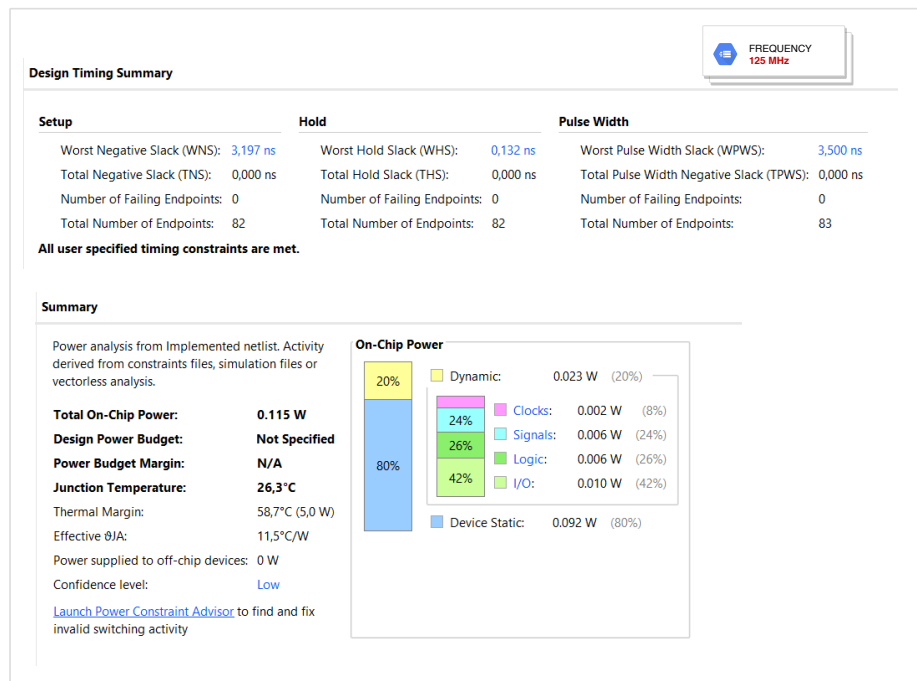 FREQUENCY
125 MHz
Design Timing Summary
Setup
Hold
Pulse Width
Worst Negative Slack (WNS): 3,197 ns
Worst Hold Slack (WHS): 0,132 ns
Worst Pulse Width Slack (WPWS): 3,500 ns
Total Negative Slack (TNS): 0,000 ns
Total Hold Slack (THS): 0,000 ns
Total Pulse Width Negative Slack (TPWS): 0,000 ns
Number of Failing Endpoints: 0
Number of Failing Endpoints: 0
Number of Failing Endpoints: 0
Total Number of Endpoints: 82
Total Number of Endpoints: 82
Total Number of Endpoints: 83
All user specified timing constraints are met.
Summary
Power analysis from Implemented netlist. Activity
derived from constraints files, simulation files or
vectorless analysis.
Total On-Chip Power: 0.115 W
Design Power Budget: Not Specified
Power Budget Margin: N/A
Junction Temperature: 26,3°C
Thermal Margin: 58,7°C (5,0 W)
Effective ϑJA: 11,5°C/W
Power supplied to off-chip devices: 0 W
Confidence level: Low
Launch Power Constraint Advisor to find and fix
invalid switching activity
On-Chip Power
20%
80%
Dynamic: 0.023 W (20%)
24%
26%
42%
Clocks: 0.002 W (8%)
Signals: 0.006 W (24%)
Logic: 0.006 W (26%)
I/O: 0.010 W (42%)
Device Static: 0.092 W (80%)